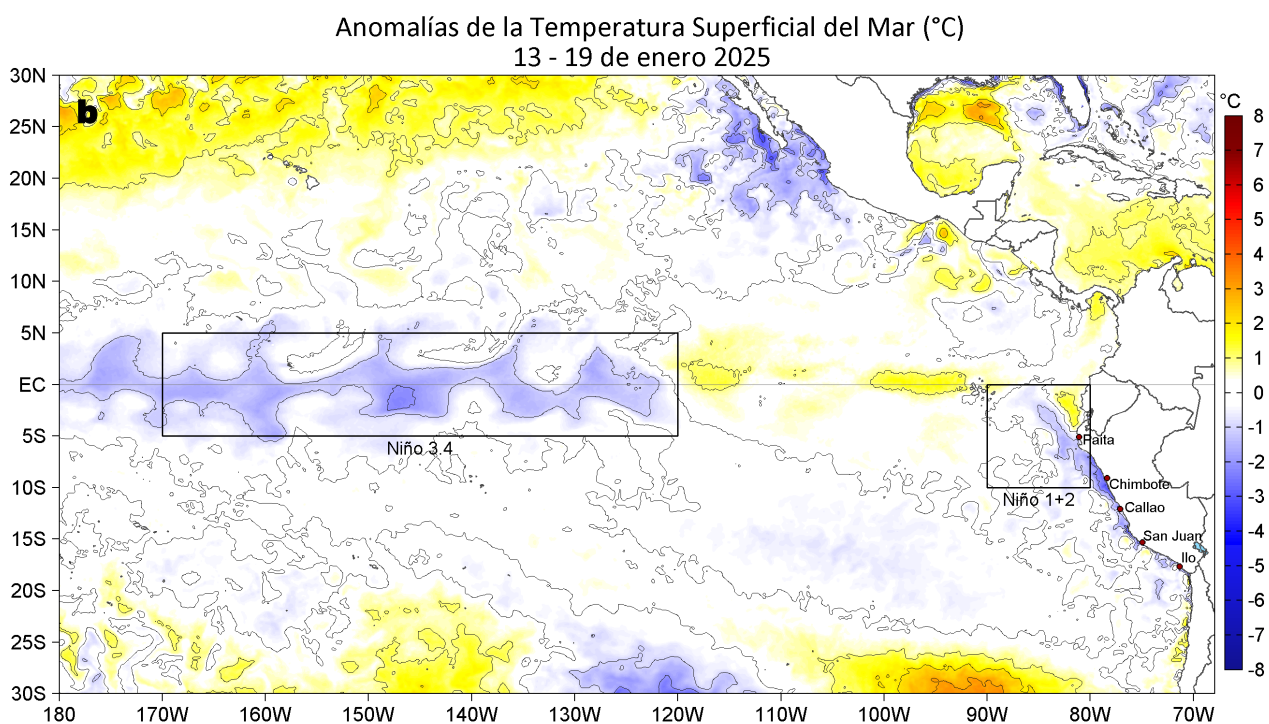 Anomalías de la Temperatura Superficial del Mar (°C)
13 - 19 de enero 2025
b
30N
25N
20N
15N
10N
5N
EC
5S
10S
15S
20S
25S
30S
180
170W
160W
150W
140W
130W
120W
110W
100W
90W
80W
70W
Niño 3.4
Niño 1+2
Paita
Chimbote
Callao
San Juan
Ilo
°C
8
7
6
5
4
3
2
1
0
-1
-2
-3
-4
-5
-6
-7
-8